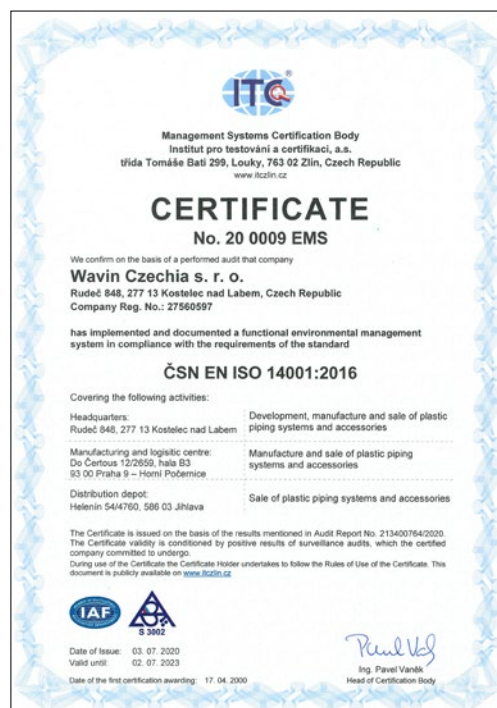 ITC®
Management Systems Certification Body
Institut pro testování a certifikaci, a.s.
třída Tomáše Bati 299, Louky, 763 02 Zlín, Czech Republic
www.itczlin.cz
CERTIFICATE
No. 20 0009 EMS
We confirm on the basis of a performed audit that company
Wavin Czechia s. r. o.
Rudeč 848, 277 13 Kostelec nad Labem, Czech Republic
Company Reg. No.: 27560597
has implemented and documented a functional environmental management
system in compliance with the requirements of the standard
ČSN EN ISO 14001:2016
Covering the following activities:
Headquarters:
Rudeč 848, 277 13 Kostelec nad Labem
Development, manufacture and sale of plastic
piping systems and accessories
Manufacturing and logisitic centre:
Do Čertous 12/2659, hala B3
93 00 Praha 9 – Horní Počernice
Manufacture and sale of plastic piping
systems and accessories
Distribution depot:
Helenín 54/4760, 586 03 Jihlava
Sale of plastic piping systems and accessories
The Certificate is issued on the basis of the results mentioned in Audit Report No. 213400764/2020.
The Certificate validity is conditioned by positive results of surveillance audits, which the certified
company committed to undergo.
During use of the Certificate the Certificate Holder undertakes to follow the Rules of Use of the Certificate. This
document is publicly available on www.itczlin.cz
IAF
S 3002
Date of Issue: 03. 07. 2020
Valid until: 02. 07. 2023
Date of the first certification awarding: 17. 04. 2000
Ing. Pavel Vaněk
Head of Certification Body